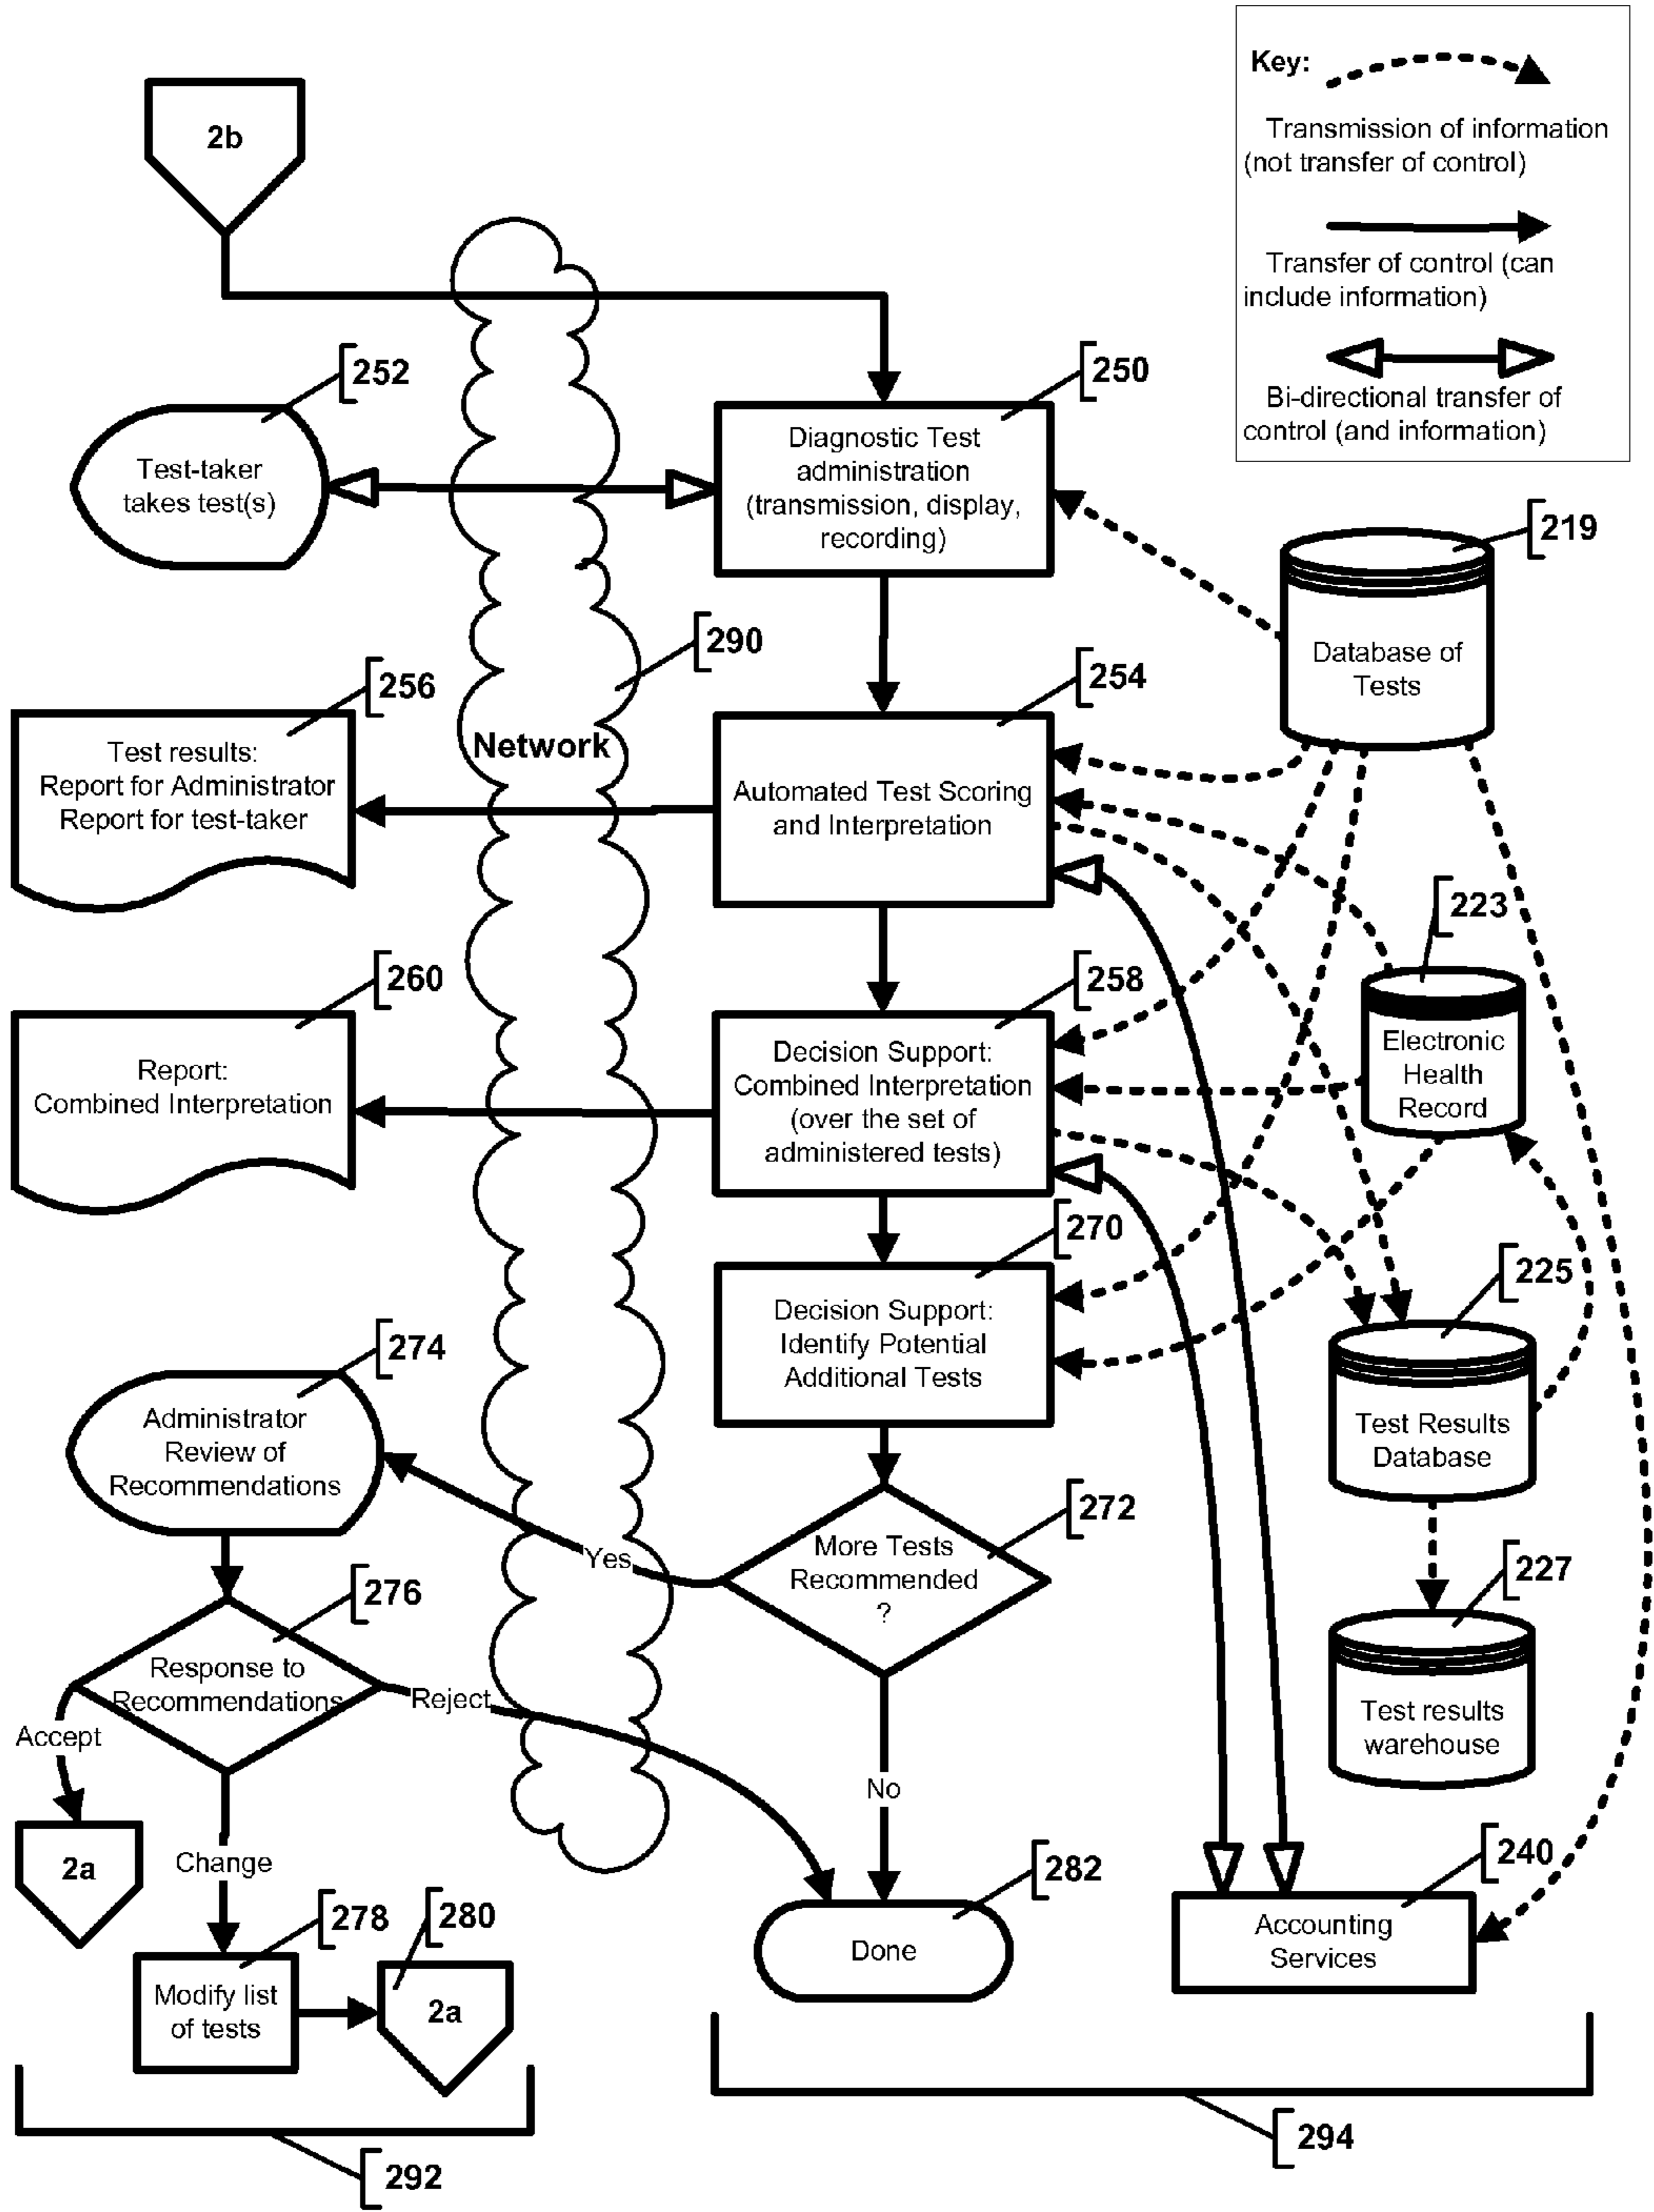 Key:
Transmission of information
(not transfer of control)
Transfer of control (can
include information)
Bi-directional transfer of
control (and information)
2b
252
250
Test-taker
takes test(s)
Diagnostic Test
administration
(transmission, display,
recording)
219
Database of
Tests
290
Network
256
254
Test results:
Report for Administrator
Report for test-taker
Automated Test Scoring
and Interpretation
223
Electronic
Health
Record
260
258
Report:
Combined Interpretation
Decision Support:
Combined Interpretation
(over the set of
administered tests)
270
Decision Support:
Identify Potential
Additional Tests
225
Test Results
Database
274
Administrator
Review of
Recommendations
272
More Tests
Recommended
?
Yes
227
Test results
warehouse
276
Response to
Recommendations
Reject
Accept
2a
Change
No
278
280
Modify list
of tests
2a
282
Done
240
Accounting
Services
292
294